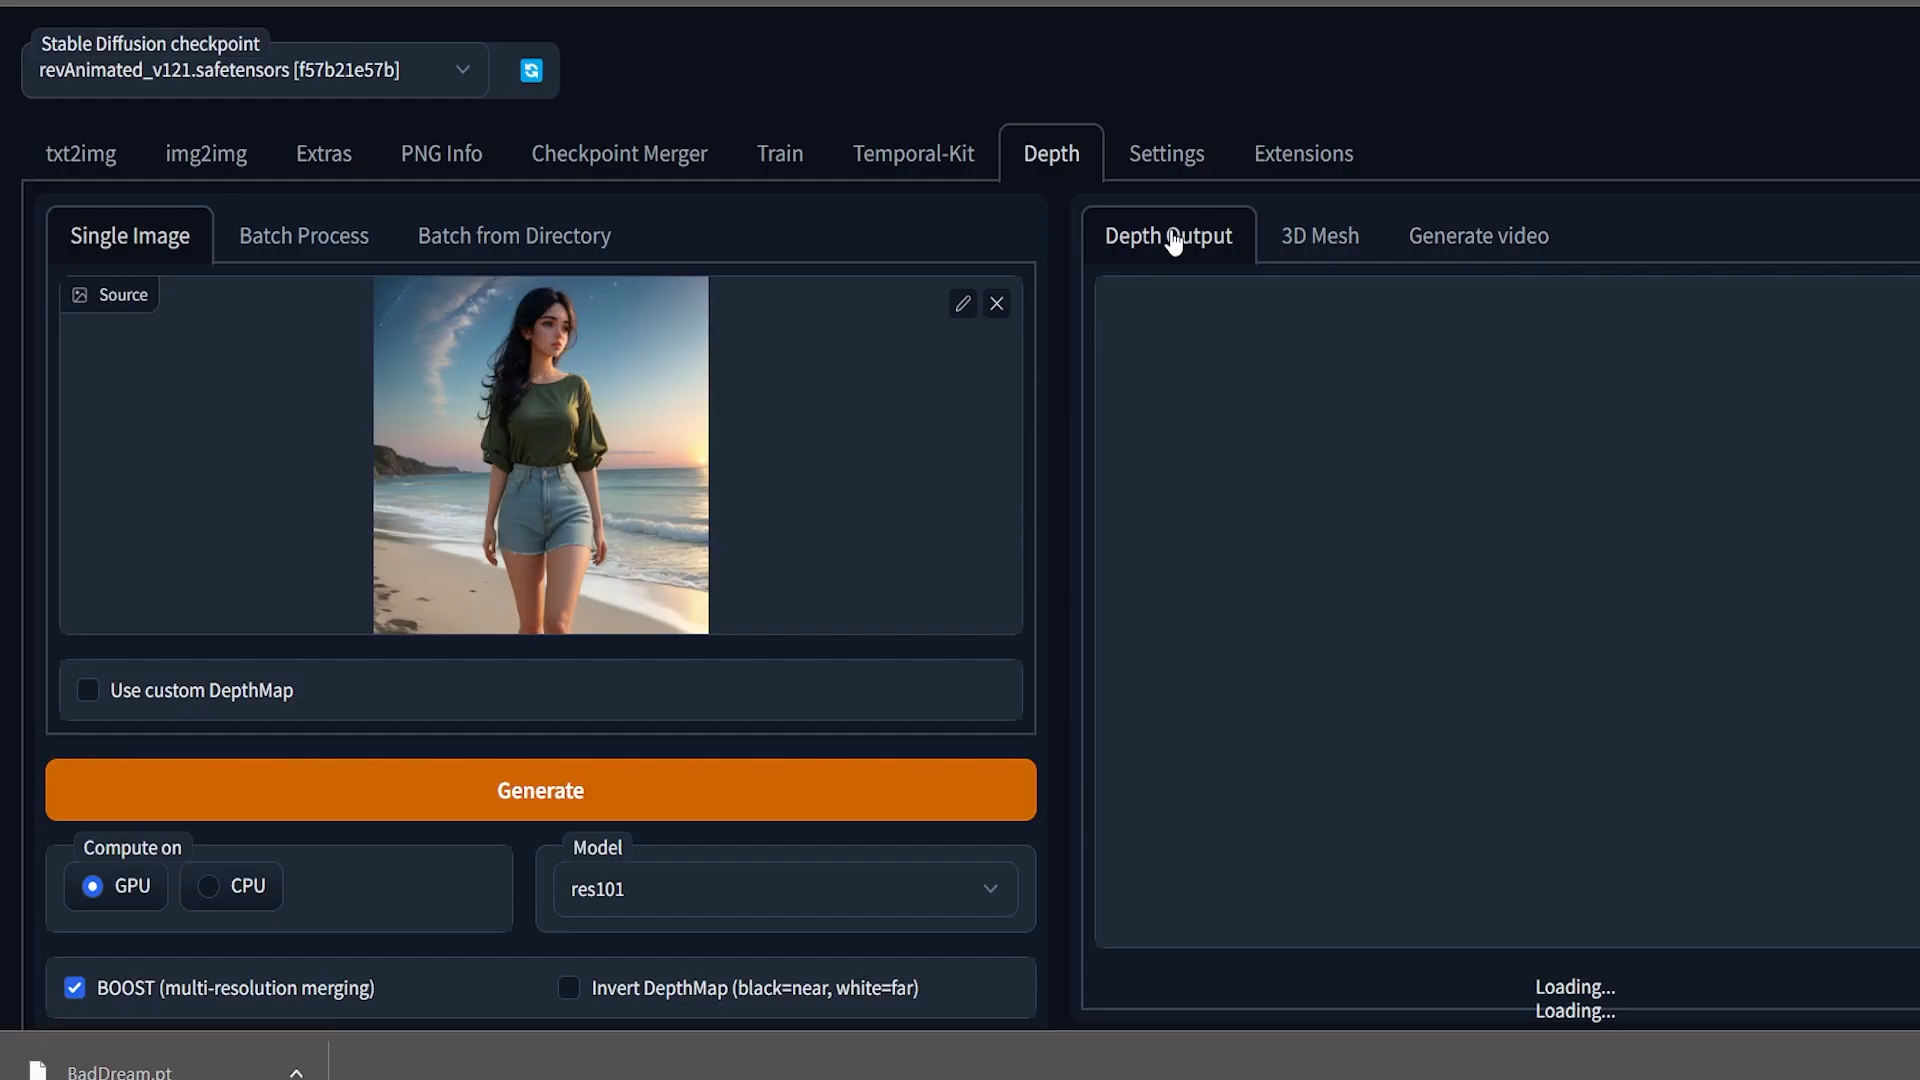 Stable Diffusion checkpoint
revAnimated_v121.safetensors [f57b21e57b]
txt2img img2img Extras PNG Info Checkpoint Merger Train Temporal-Kit Depth Settings Extensions
Single Image Batch Process Batch from Directory
Source
Use custom DepthMap
Generate
Compute on
GPU CPU
Model
res101
BOOST (multi-resolution merging) Invert DepthMap (black=near, white=far)
Depth Output 3D Mesh Generate video
Loading...
Loading...
BadDream.pt